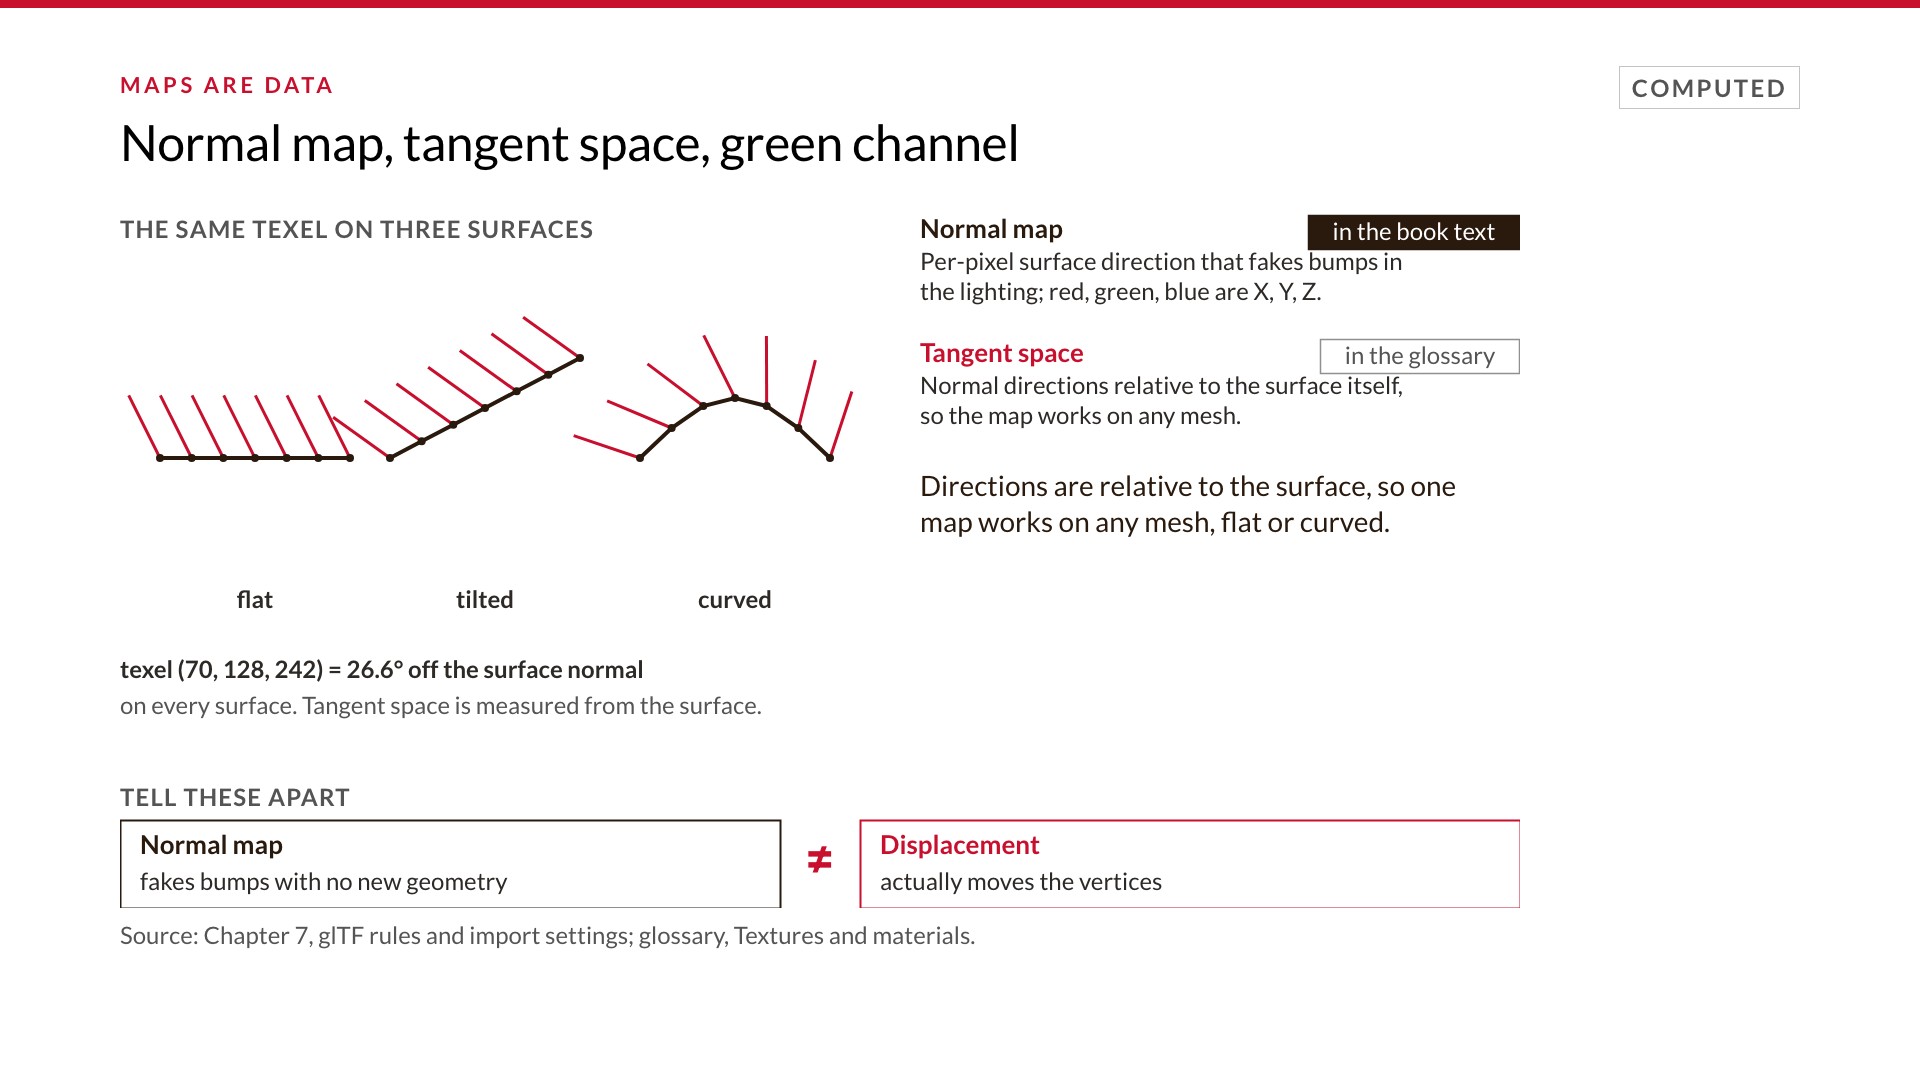 MAPS ARE DATA
COMPUTED
Normal map, tangent space, green channel
THE SAME TEXEL ON THREE SURFACES
flat
tilted
curved
texel (70, 128, 242) = 26.6° off the surface normal
on every surface. Tangent space is measured from the surface.
Normal map
in the book text
Per-pixel surface direction that fakes bumps in
the lighting; red, green, blue are X, Y, Z.
Tangent space
in the glossary
Normal directions relative to the surface itself,
so the map works on any mesh.
Directions are relative to the surface, so one
map works on any mesh, flat or curved.
TELL THESE APART
Normal map
fakes bumps with no new geometry
≠
Displacement
actually moves the vertices
Source: Chapter 7, glTF rules and import settings; glossary, Textures and materials.